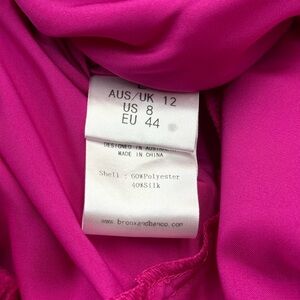 AUS/UK 12
US 8
EU 44
DESIGNED IN
MADE IN CHINA
Shell : 60%Polyester
40%Silk
www.bronxandbanco.com